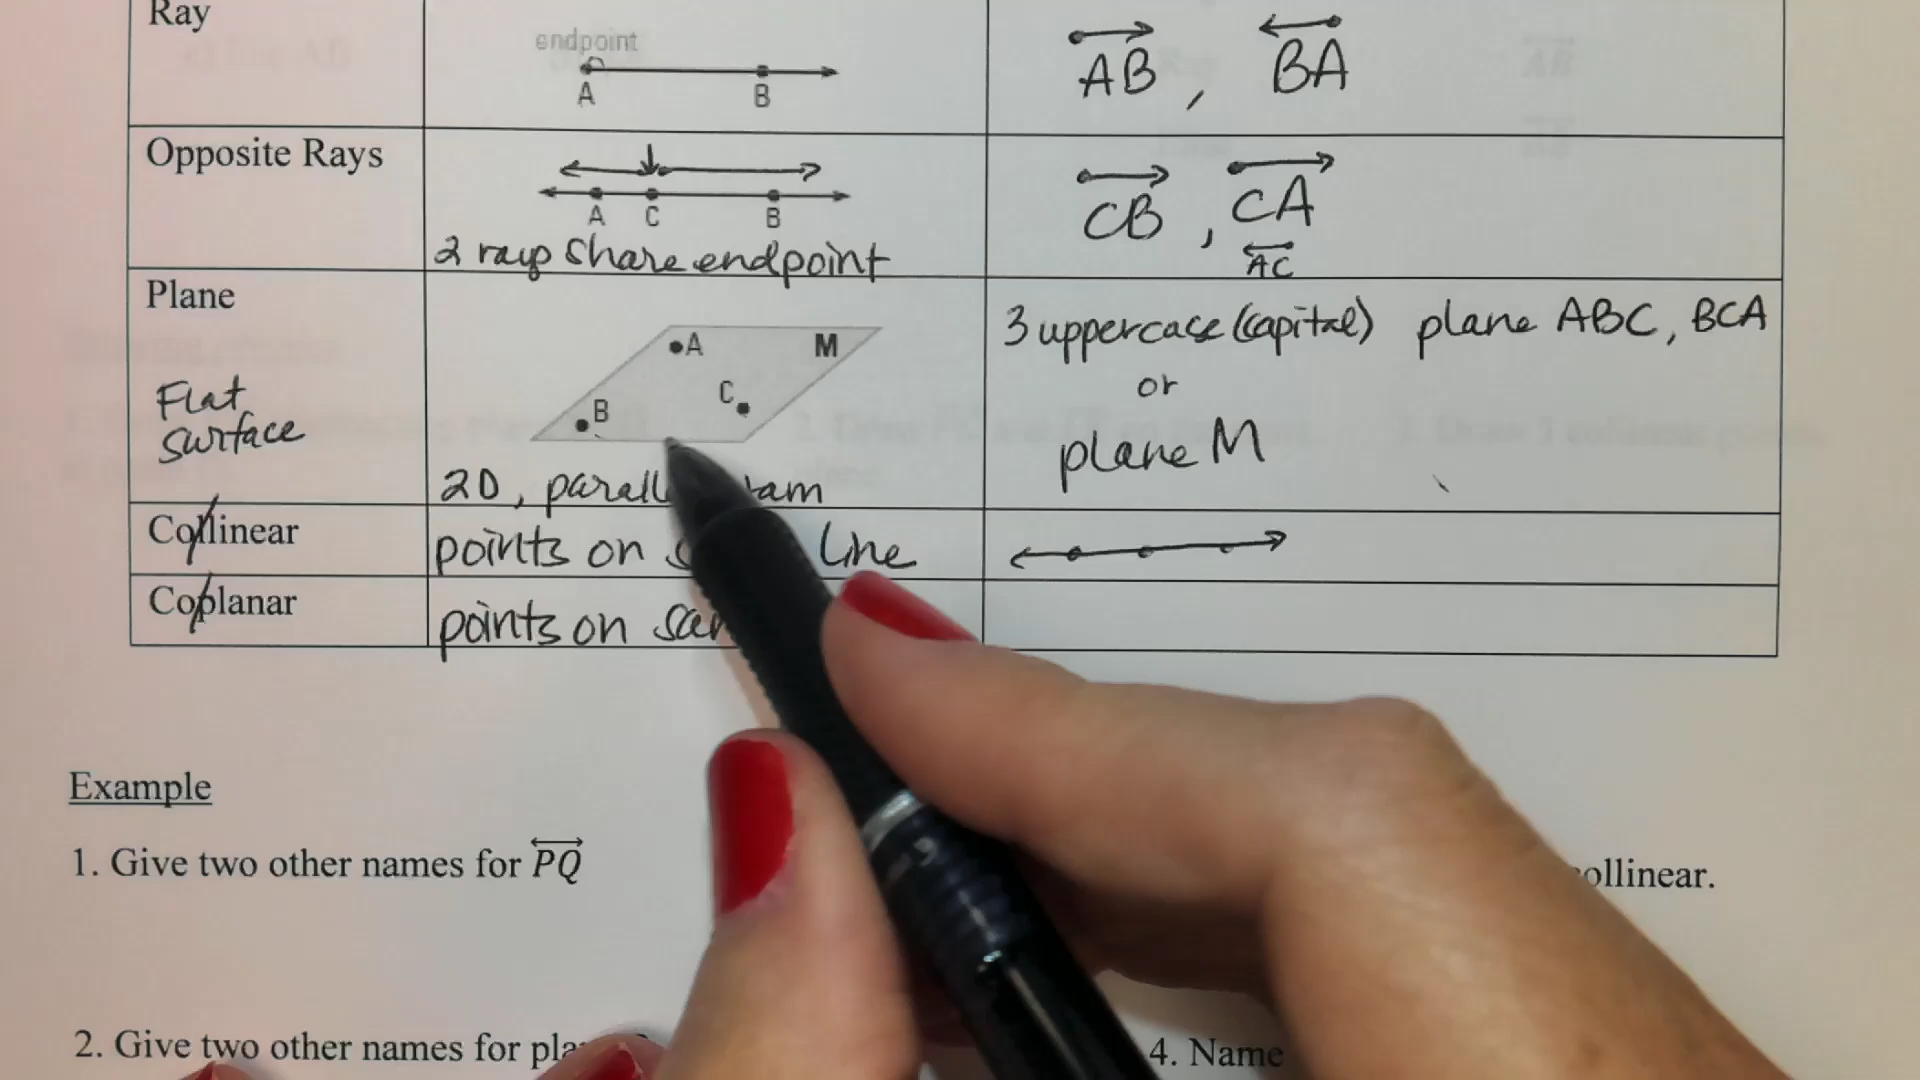 Ray
endpoint
A B
AB, BA
Opposite Rays
A C B
2 rays share endpoint
CB, CA
AC
Plane
Flat
surface
A M
C
B
2D, parall am
3 uppercase (capital) plane ABC, BCA
or
plane M
Collinear
points on line
Coplanar
points on
Example
1. Give two other names for PQ
ollinear.
2. Give two other names for
4. Name